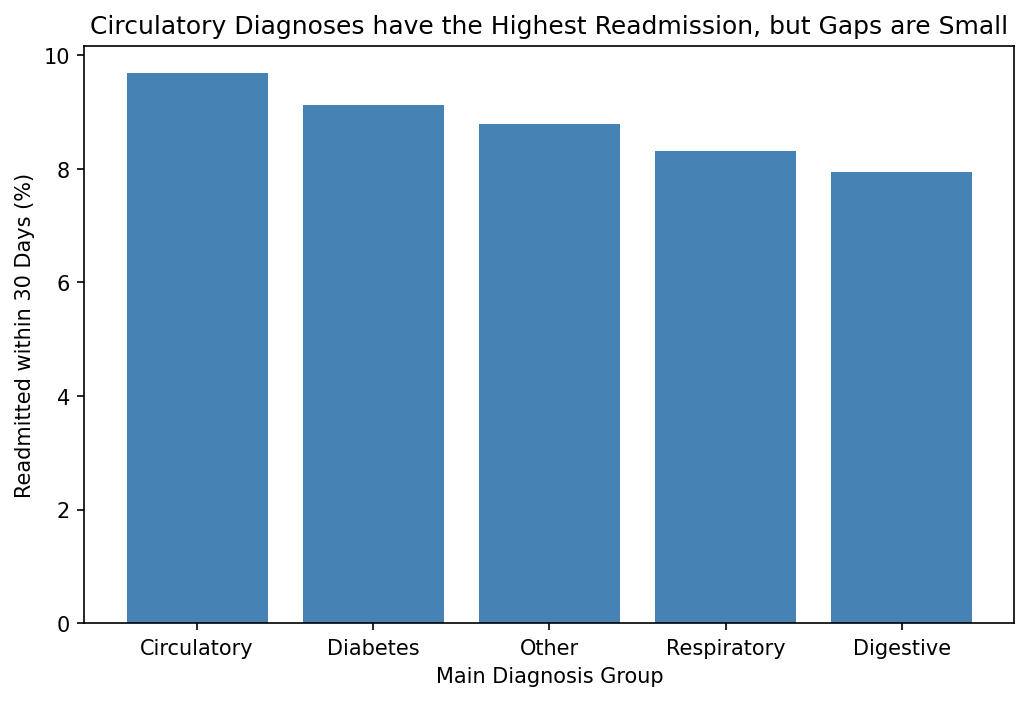 Circulatory Diagnoses have the Highest Readmission, but Gaps are Small
Readmitted within 30 Days (%)
10
8
6
4
2
0
Circulatory
Diabetes
Other
Respiratory
Digestive
Main Diagnosis Group